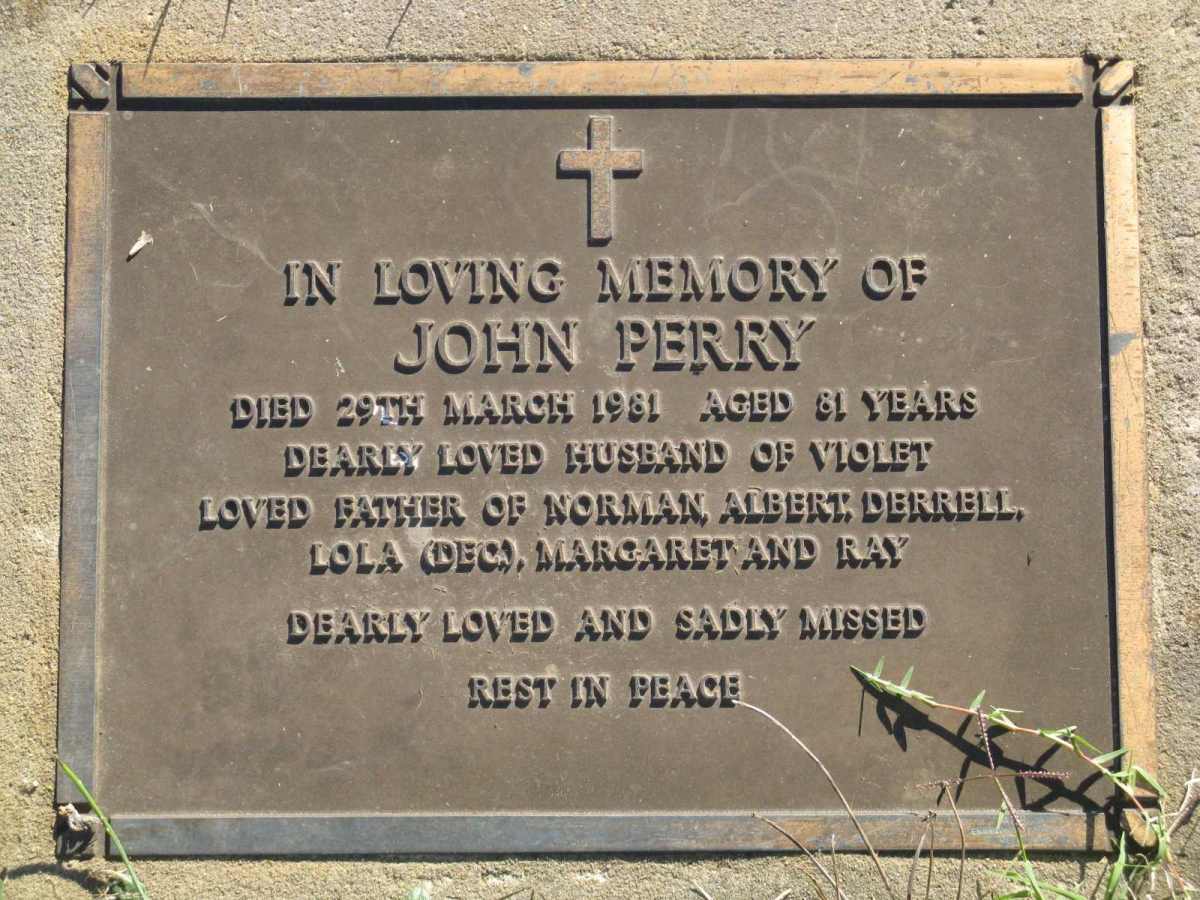 IN LOVING MEMORY OF
JOHN PERRY
DIED 29TH MARCH 1981 AGED 81 YEARS
DEARLY LOVED HUSBAND OF VIOLET
LOVED FATHER OF NORMAN, ALBERT, DERRELL,
LOLA (DEC.), MARGARET AND RAY
DEARLY LOVED AND SADLY MISSED
REST IN PEACE